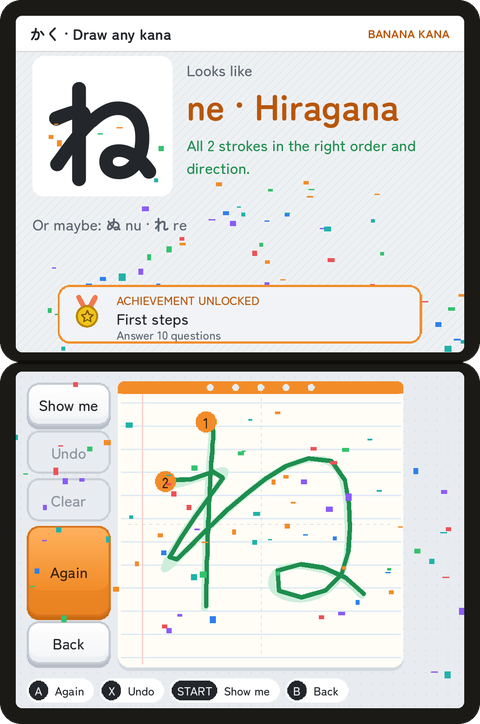 かく・Draw any kana
BANANA KANA
ね
Looks like
ne・Hiragana
All 2 strokes in the right order and
direction.
Or maybe: ぬ nu・れ re
ACHIEVEMENT UNLOCKED
First steps
Answer 10 questions
Show me
Undo
Clear
Again
Back
1
2
A Again
X Undo
START Show me
B Back